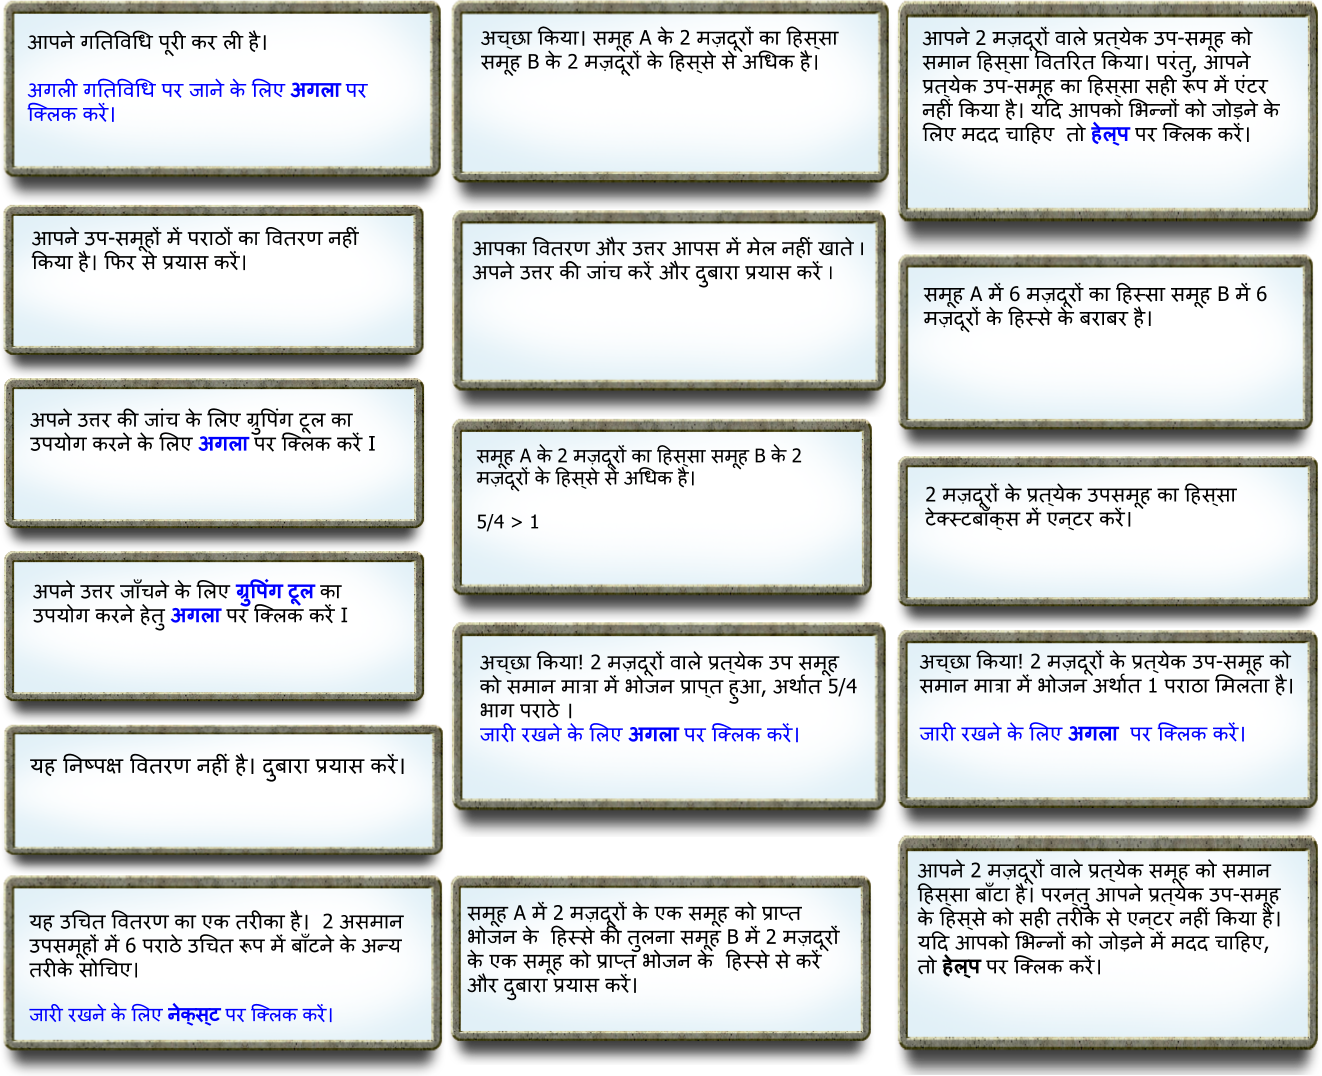 आपने गतिविधि पूरी कर ली है।
अगली गतिविधि पर जाने के लिए अगला पर
क्लिक करें।
आपने उप-समूहों में पराठों का वितरण नहीं
किया है। फिर से प्रयास करें।
अपने उत्तर की जांच के लिए ग्रुपिंग टूल का
उपयोग करने के लिए अगला पर क्लिक करें I
अपने उत्तर जाँचने के लिए ग्रुपिंग टूल का
उपयोग करने हेतु अगला पर क्लिक करें I
यह निष्पक्ष वितरण नहीं है। दुबारा प्रयास करें।
यह उचित वितरण का एक तरीका है। 2 असमान
उपसमूहों में 6 पराठे उचित रूप में बाँटने के अन्य
तरीके सोचिए।
जारी रखने के लिए नेक्स्ट पर क्लिक करें।
अच्छा किया। समूह A के 2 मज़दूरों का हिस्सा
समूह B के 2 मज़दूरों के हिस्से से अधिक है।
आपका वितरण और उत्तर आपस में मेल नहीं खाते ।
अपने उत्तर की जांच करें और दुबारा प्रयास करें ।
समूह A के 2 मज़दूरों का हिस्सा समूह B के 2
मज़दूरों के हिस्से से अधिक है।
5/4 > 1
अच्छा किया! 2 मज़दूरों वाले प्रत्येक उप समूह
को समान मात्रा में भोजन प्राप्त हुआ, अर्थात 5/4
भाग पराठे ।
जारी रखने के लिए अगला पर क्लिक करें।
समूह A में 2 मज़दूरों के एक समूह को प्राप्त
भोजन के हिस्से की तुलना समूह B में 2 मज़दूरों
के एक समूह को प्राप्त भोजन के हिस्से से करें
और दुबारा प्रयास करें।
आपने 2 मज़दूरों वाले प्रत्येक उप-समूह को
समान हिस्सा वितरित किया। परंतु, आपने
प्रत्येक उप-समूह का हिस्सा सही रूप में एंटर
नहीं किया है। यदि आपको भिन्नों को जोड़ने के
लिए मदद चाहिए तो हेल्प पर क्लिक करें।
समूह A में 6 मज़दूरों का हिस्सा समूह B में 6
मज़दूरों के हिस्से के बराबर है।
2 मज़दूरों के प्रत्येक उपसमूह का हिस्सा
टेक्स्टबॉक्स में एन्टर करें।
अच्छा किया! 2 मज़दूरों के प्रत्येक उप-समूह को
समान मात्रा में भोजन अर्थात 1 पराठा मिलता है।
जारी रखने के लिए अगला पर क्लिक करें।
आपने 2 मज़दूरों वाले प्रत्येक समूह को समान
हिस्सा बाँटा है। परन्तु आपने प्रत्येक उप-समूह
के हिस्से को सही तरीके से एन्टर नहीं किया है।
यदि आपको भिन्नों को जोड़ने में मदद चाहिए,
तो हेल्प पर क्लिक करें।